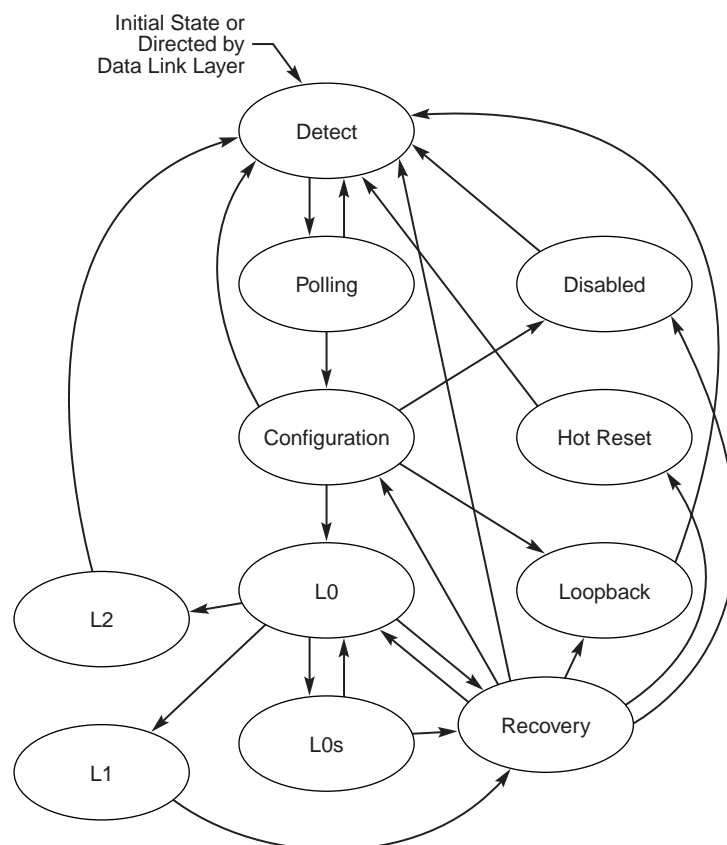 Initial State or
Directed by
Data Link Layer
Detect
Polling
Disabled
Configuration
Hot Reset
L0
Loopback
L2
Recovery
L0s
L1